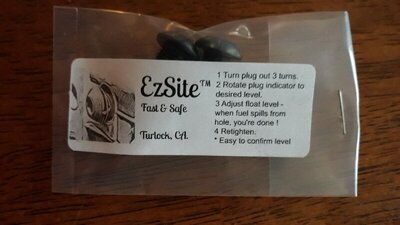 EzSite™
Fast & Safe
Turlock, CA.
1 Turn plug out 3 turns.
2 Rotate plug indicator to
desired level.
3 Adjust float level -
when fuel spills from
hole, you're done !
4 Retighten.
* Easy to confirm level